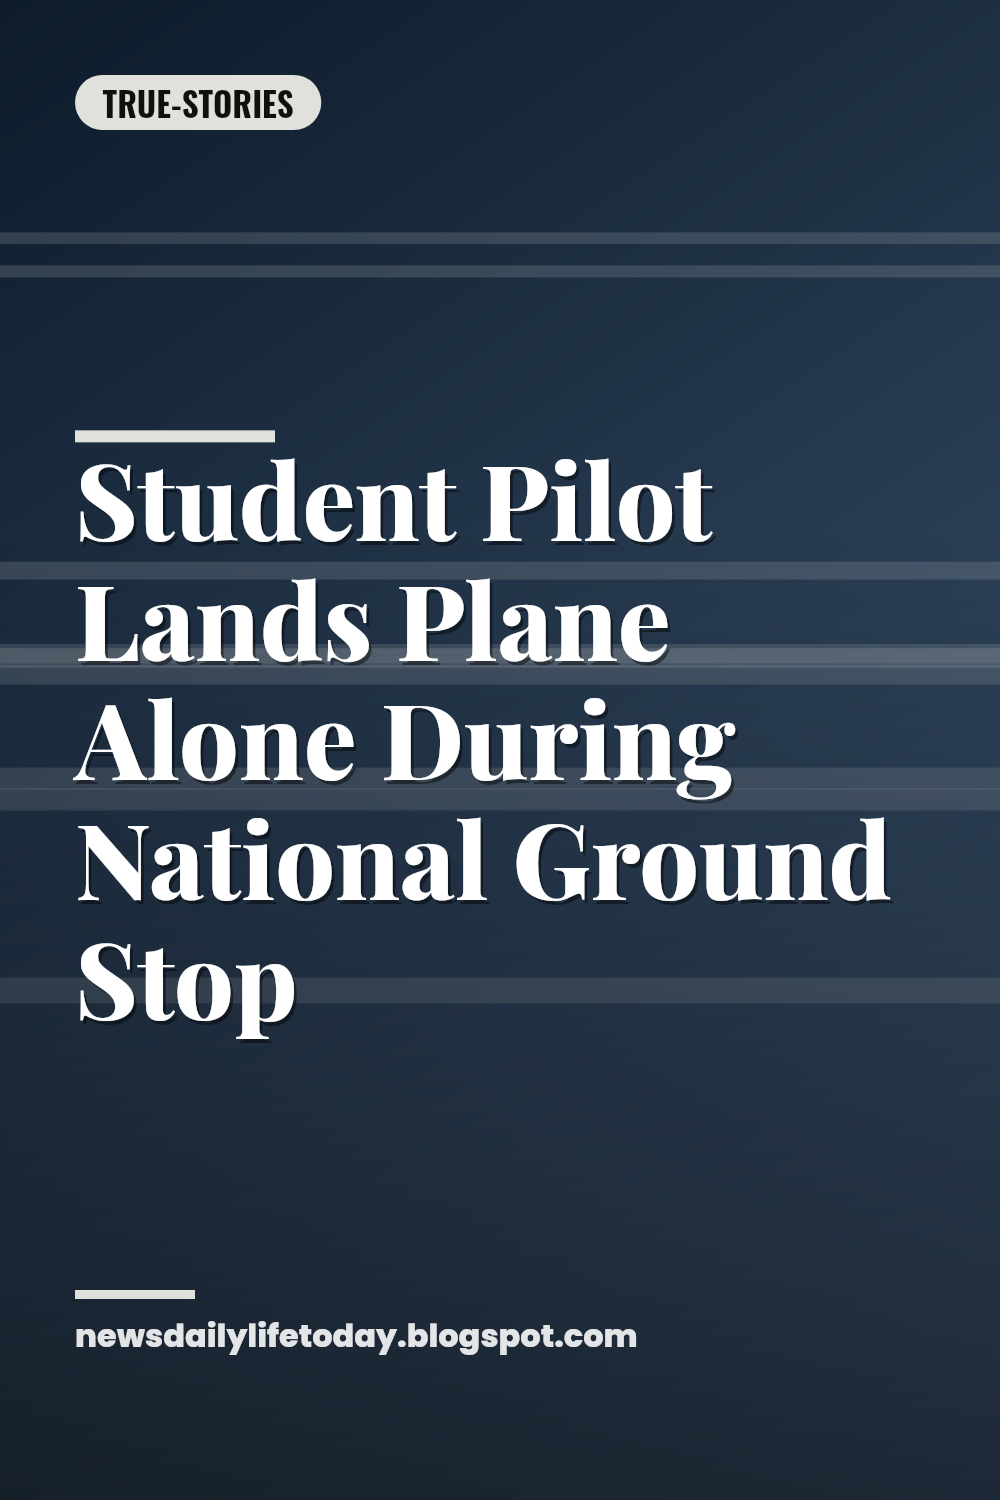 TRUE-STORIES
Student Pilot
Lands Plane
Alone During
National Ground
Stop
newsdailylifetoday.blogspot.com